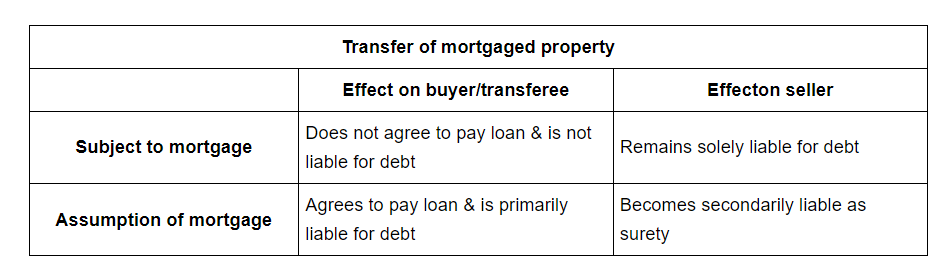 Transfer of mortgaged property
Effect on buyer/transferee
Effecton seller
Subject to mortgage
Does not agree to pay loan & is not
liable for debt
Remains solely liable for debt
Assumption of mortgage
Agrees to pay loan & is primarily
liable for debt
Becomes secondarily liable as
surety